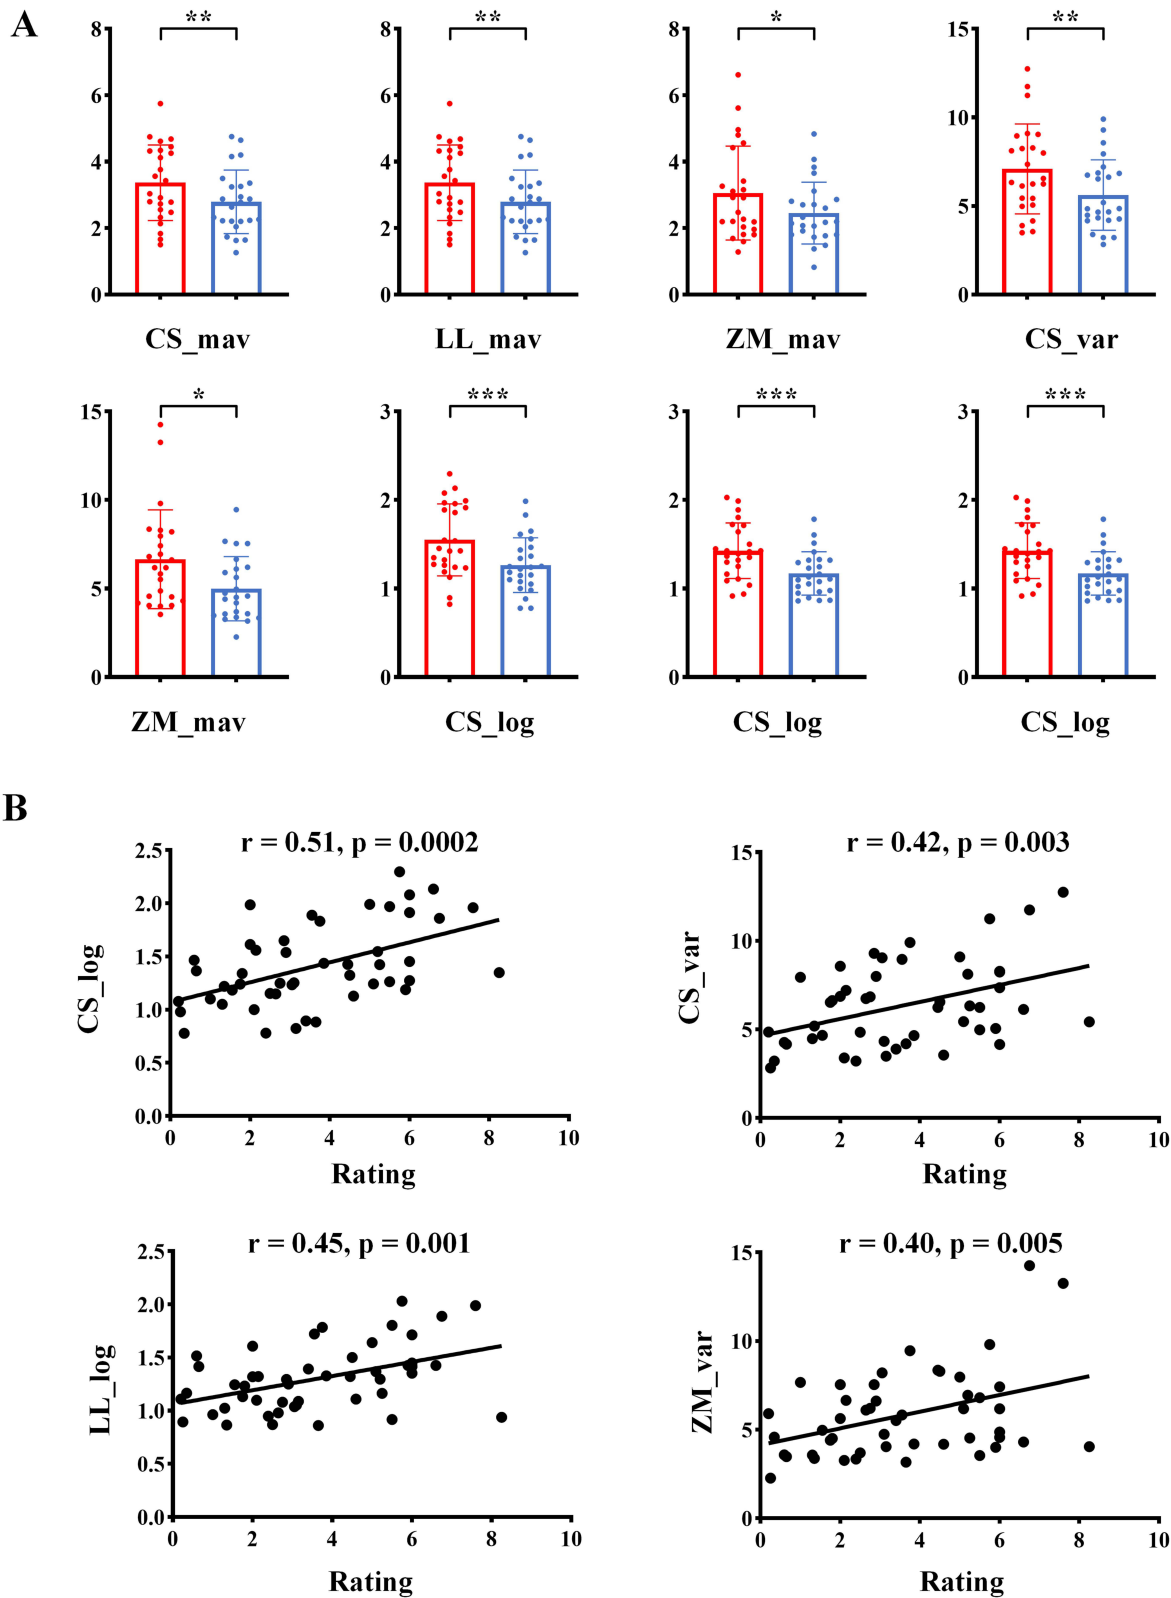 A
** ** * **
8 8 8 15
6 6 6
10
4 4 4
5
2 2 2
0 0 0 0
CS_mav LL_mav ZM_mav CS_var
* *** *** ***
15 3 3 3
10 2 2 2
5 1 1 1
0 0 0 0
ZM_mav CS_log CS_log CS_log
B
r = 0.51, p = 0.0002
2.5
2.0
1.5
1.0
0.5
0.0
CS_log
0 2 4 6 8 10
Rating
r = 0.42, p = 0.003
15
10
5
0
CS_var
0 2 4 6 8 10
Rating
r = 0.45, p = 0.001
2.5
2.0
1.5
1.0
0.5
0.0
LL_log
0 2 4 6 8 10
Rating
r = 0.40, p = 0.005
15
10
5
0
ZM_var
0 2 4 6 8 10
Rating